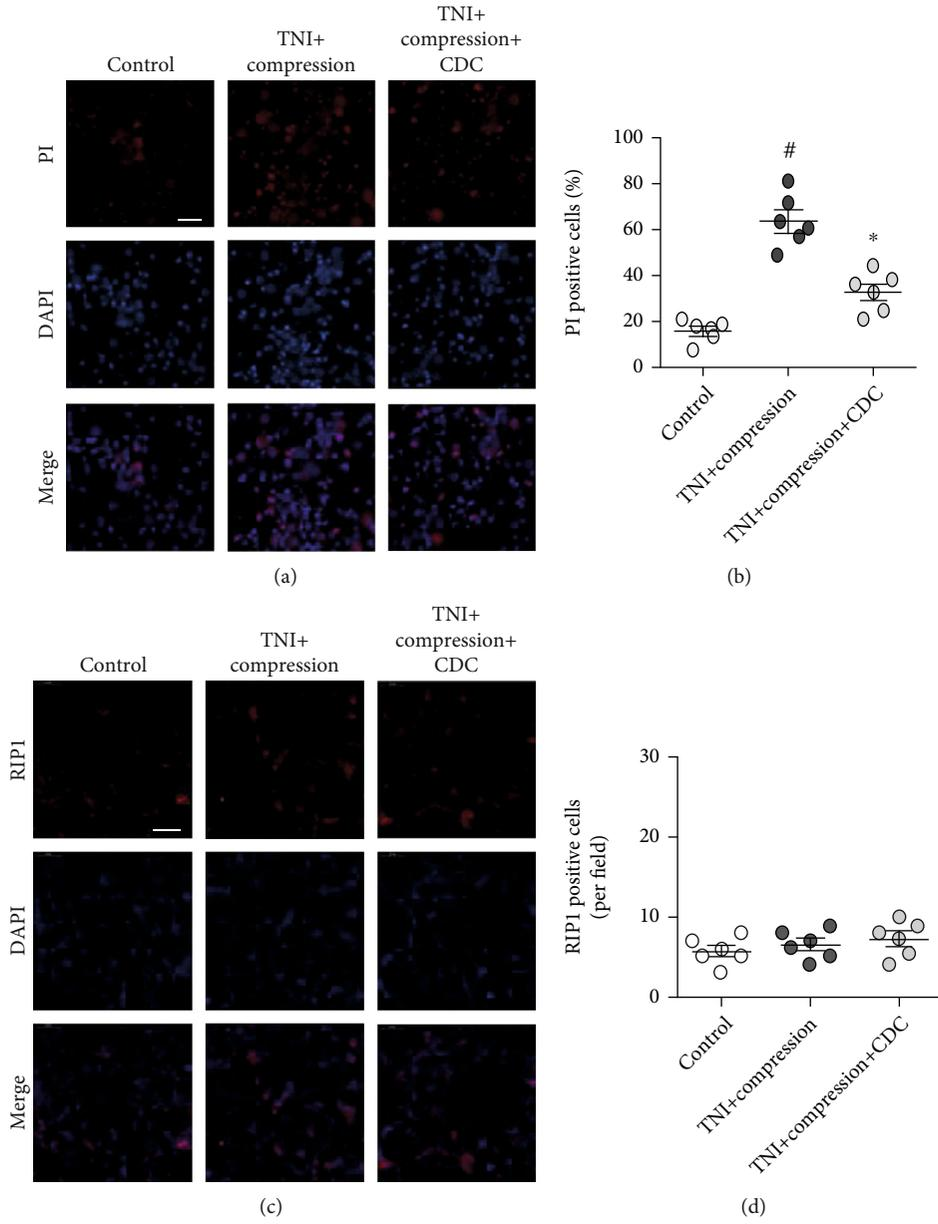 Control
TNI+
compression
TNI+
compression+
CDC
PI
DAPI
Merge
(a)
PI positive cells (%)
100
80
60
40
20
0
#
*
Control
TNI+compression
TNI+compression+CDC
(b)
Control
TNI+
compression
TNI+
compression+
CDC
RIP1
DAPI
Merge
(c)
RIP1 positive cells
(per field)
30
20
10
0
Control
TNI+compression
TNI+compression+CDC
(d)